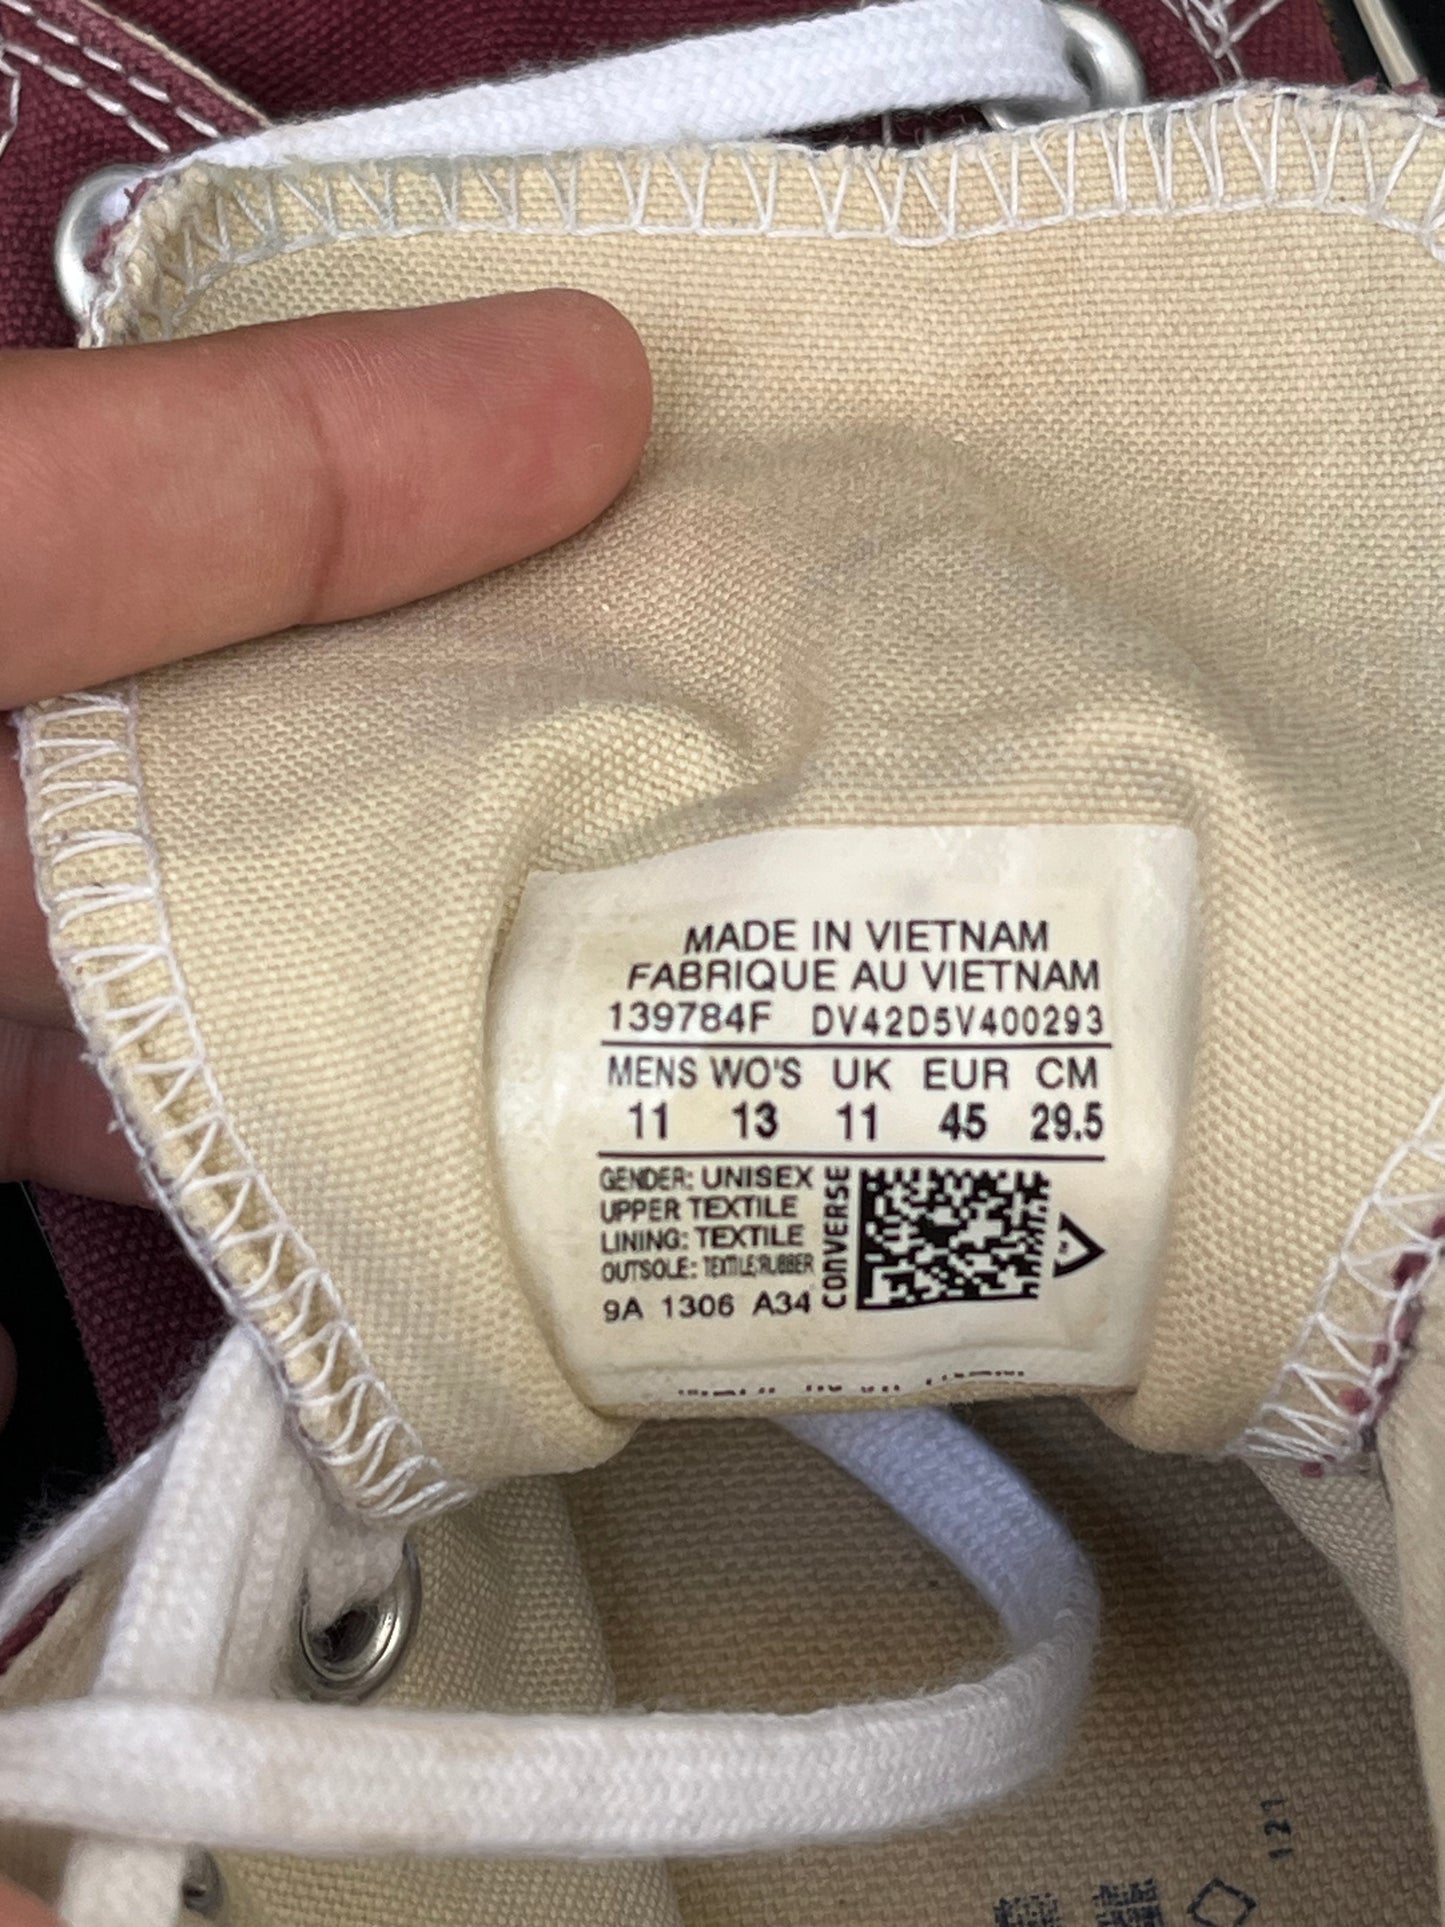 MADE IN VIETNAM
FABRIQUE AU VIETNAM
139784F DV42D5V400293
MENS WO'S UK EUR CM
11 13 11 45 29.5
GENDER: UNISEX
UPPER TEXTILE
LINING: TEXTILE
OUTSOLE: TEXTILE/RUBBER
9A 1306 A34
CONVERSE
121